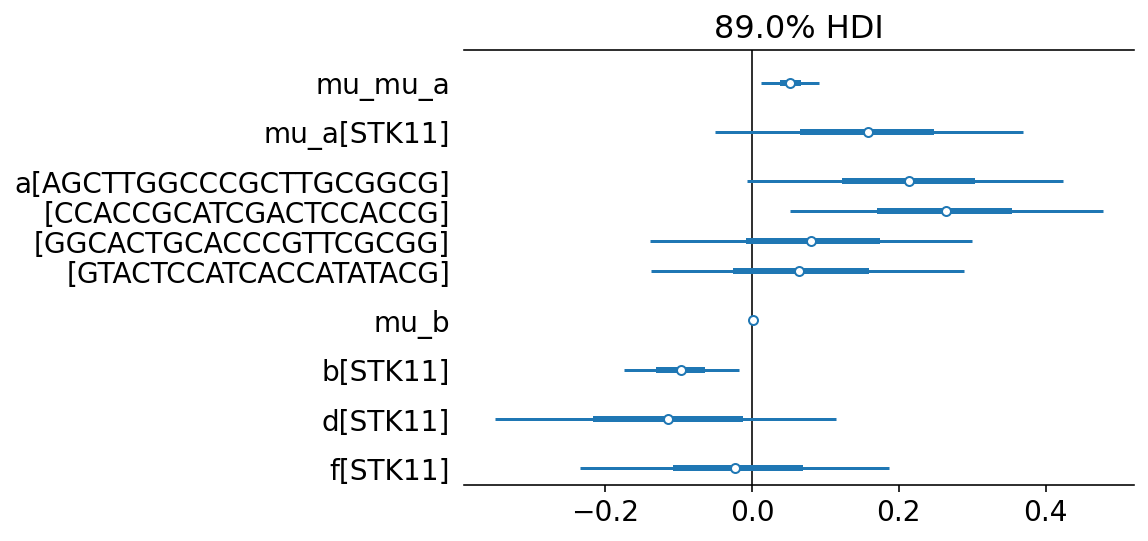 89.0% HDI
mu_mu_a
mu_a[STK11]
a[AGCTTGGCCCGCTTGCGGCG]
[CCACCGCATCGACTCCACCG]
[GGCACTGCACCCGTTCGCGG]
[GTACTCCATCACCATATACG]
mu_b
b[STK11]
d[STK11]
f[STK11]
−0.2 0.0 0.2 0.4